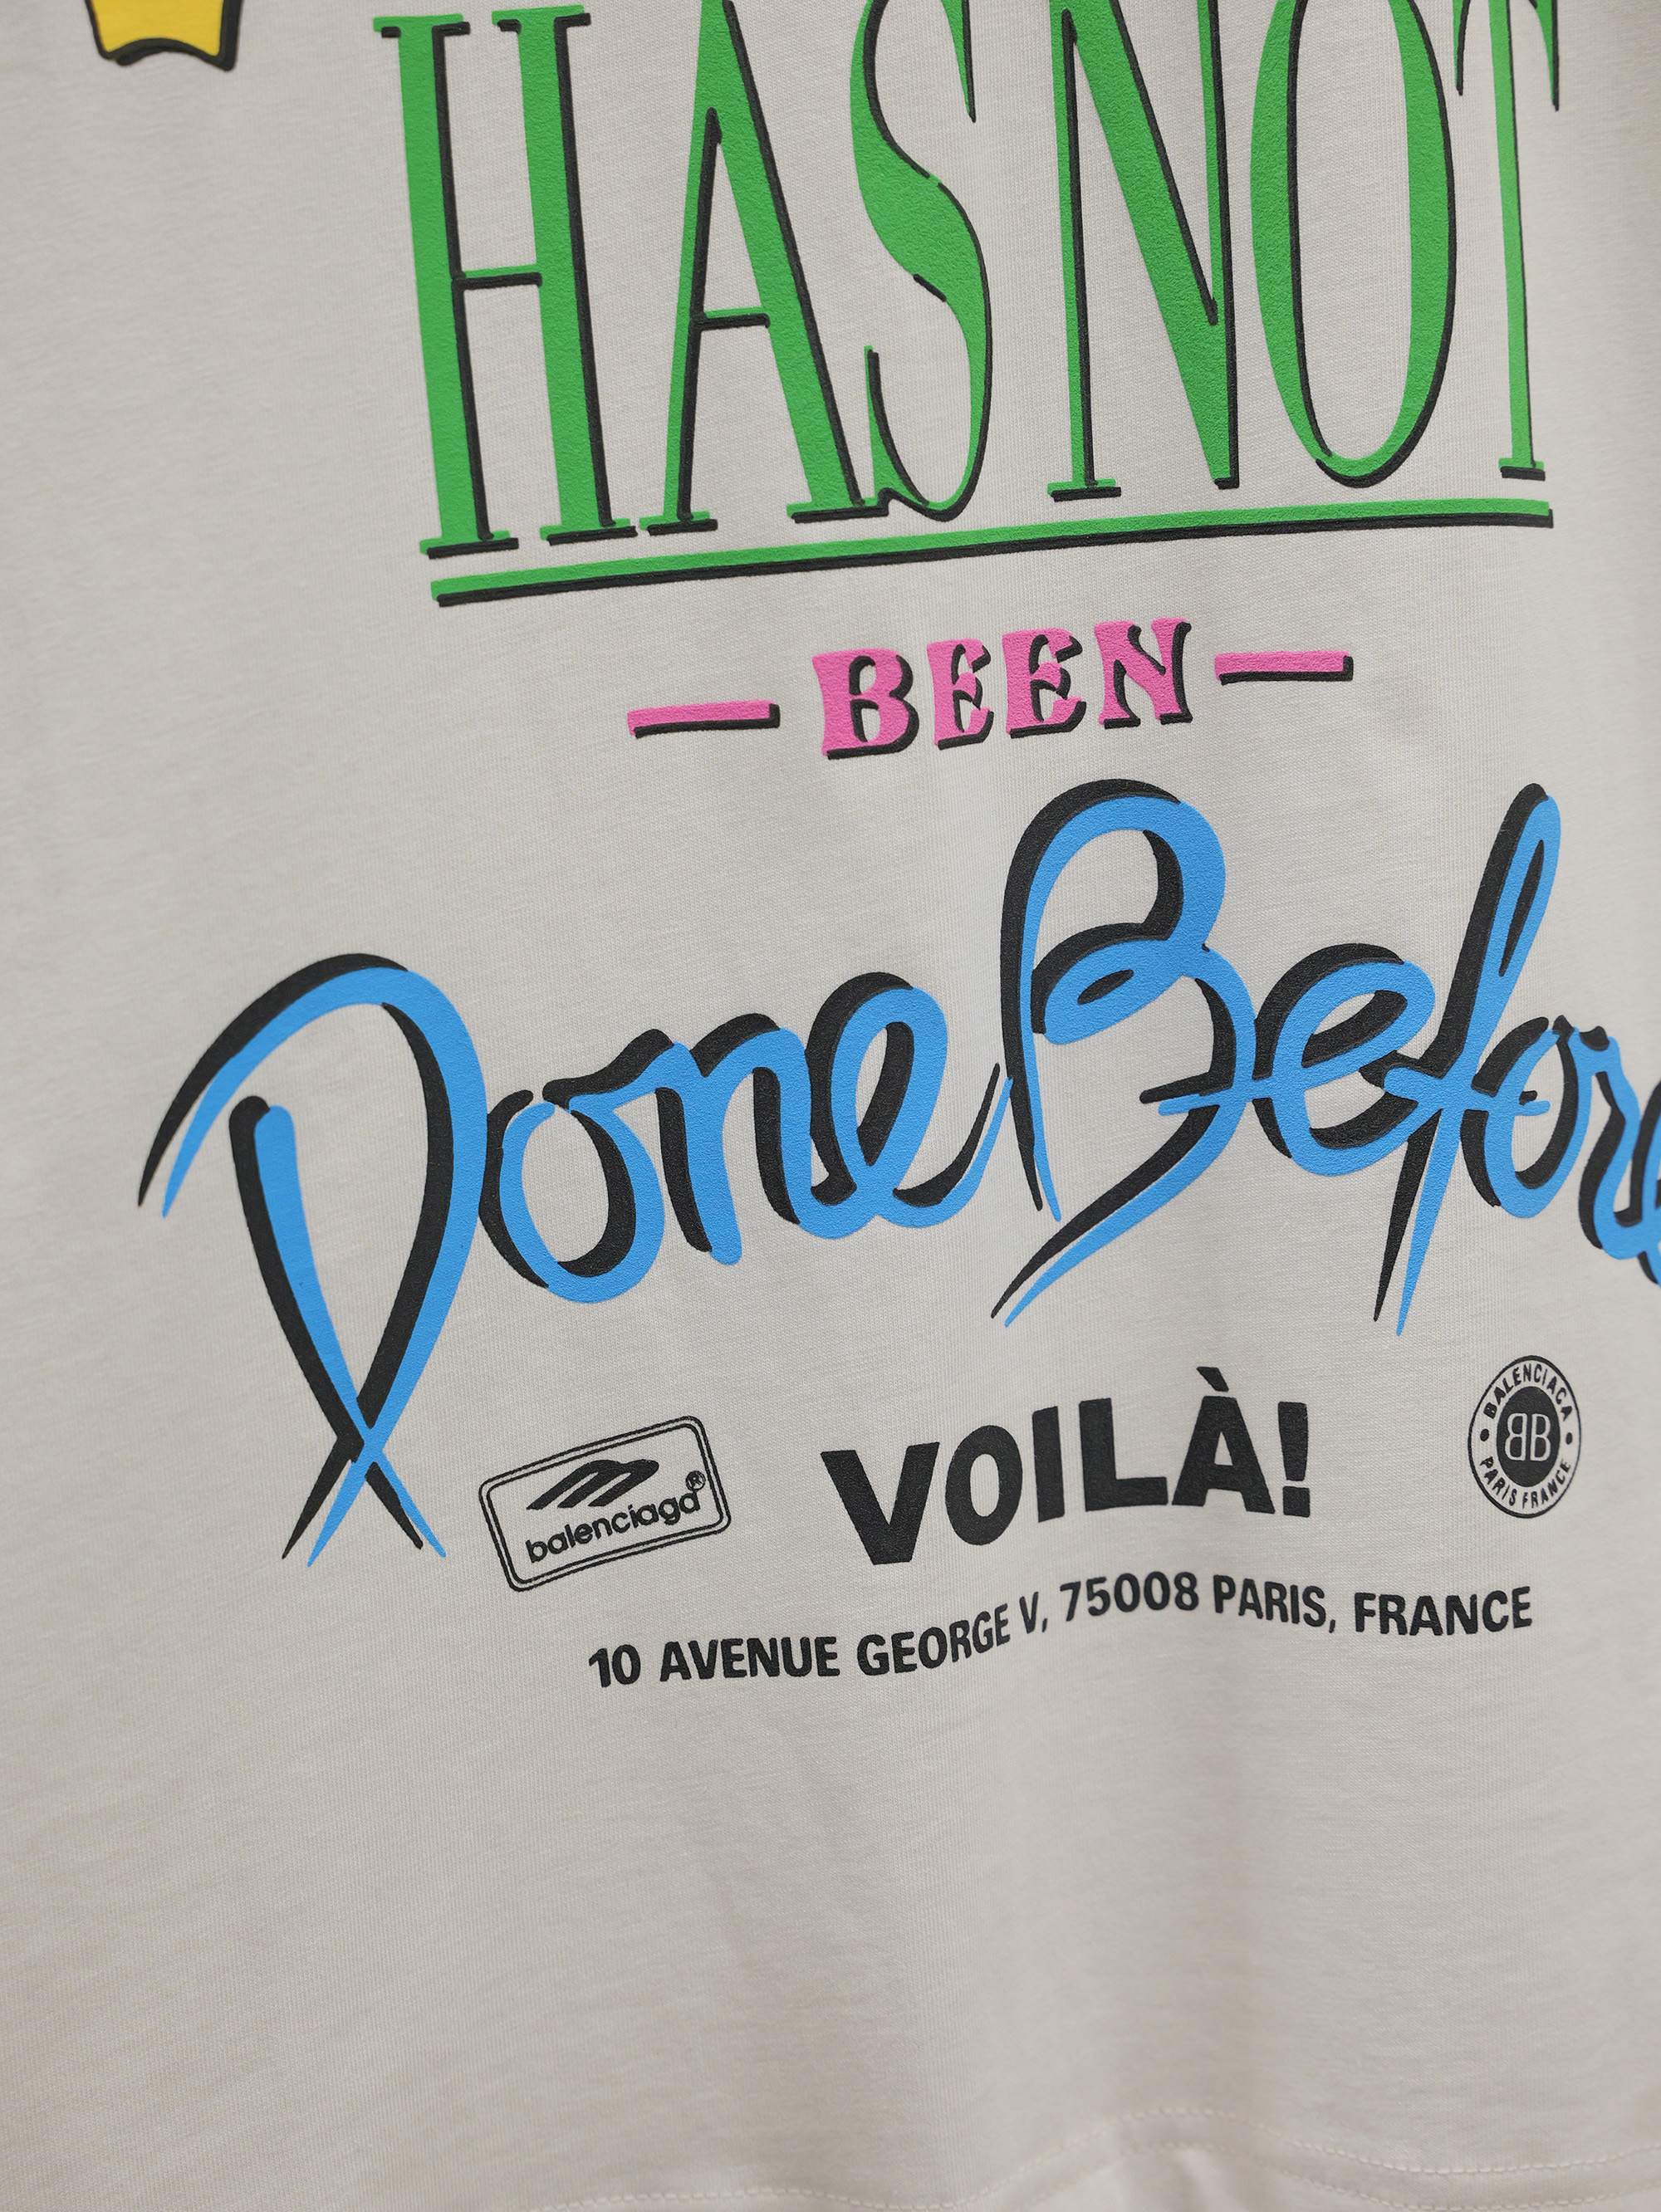 HAS NOT
— BEEN —
Done Before
balenciaga®
VOILÀ!
BALENCIAGA
BB
PARIS FRANCE
10 AVENUE GEORGE V, 75008 PARIS, FRANCE